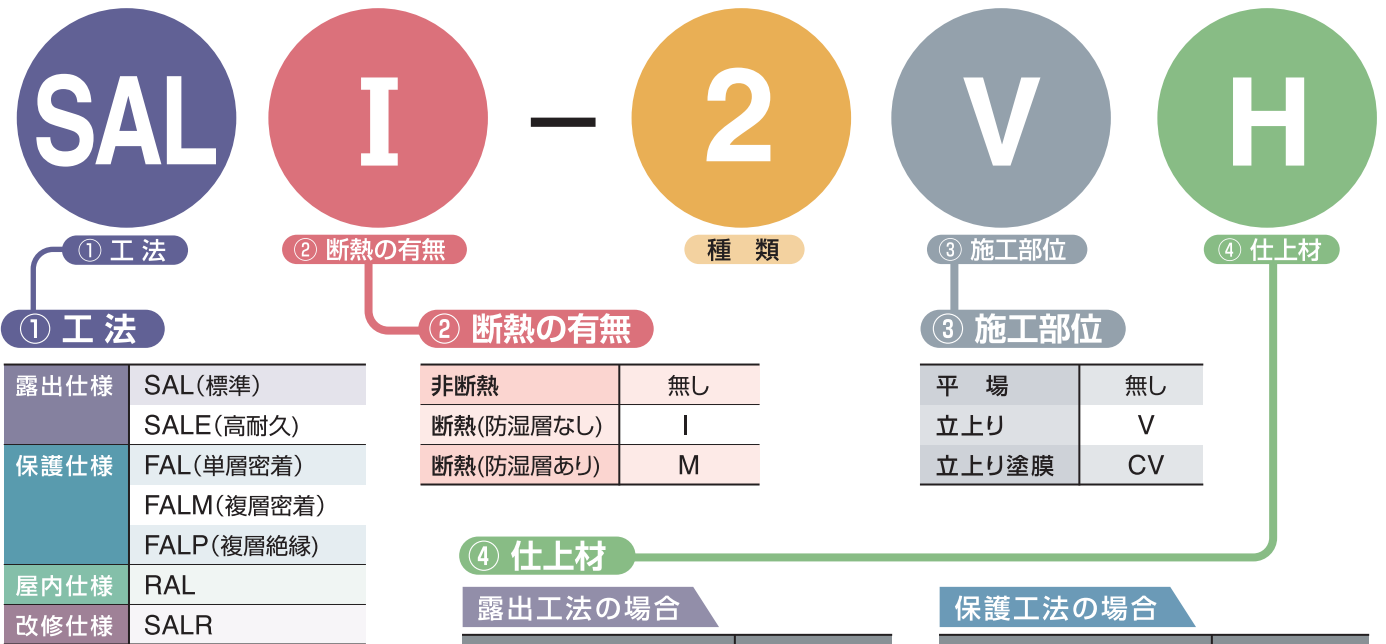 SAL I – 2 V H
① 工法 ② 断熱の有無 種 類 ③ 施工部位 ④ 仕上材
① 工法
露出仕様 SAL(標準)
SALE(高耐久)
保護仕様 FAL(単層密着)
FALM(複層密着)
FALP(複層絶縁)
屋内仕様 RAL
改修仕様 SALR
② 断熱の有無
非断熱 無し
断熱(防湿層なし) I
断熱(防湿層あり) M
③ 施工部位
平 場 無し
立上り V
立上り塗膜 CV
④ 仕上材
露出工法の場合
保護工法の場合